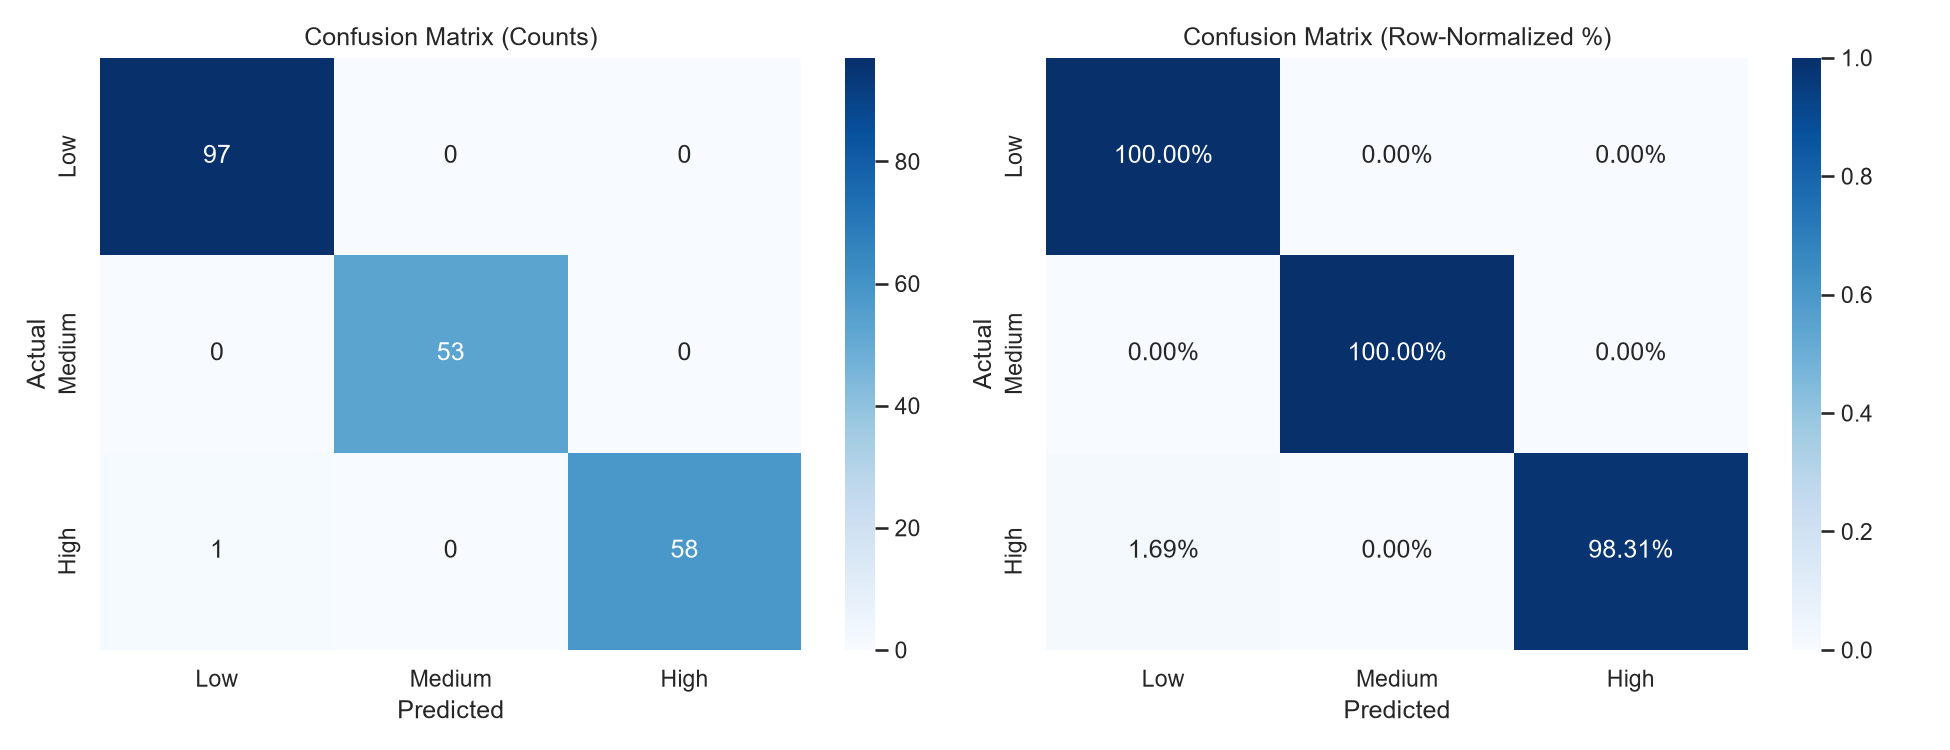 Confusion Matrix (Counts)
Low
97 0 0
Actual
Medium
0 53 0
High
1 0 58
Low Medium High
Predicted
80
60
40
20
0
Confusion Matrix (Row-Normalized %)
Low
100.00% 0.00% 0.00%
Actual
Medium
0.00% 100.00% 0.00%
High
1.69% 0.00% 98.31%
Low Medium High
Predicted
1.0
0.8
0.6
0.4
0.2
0.0